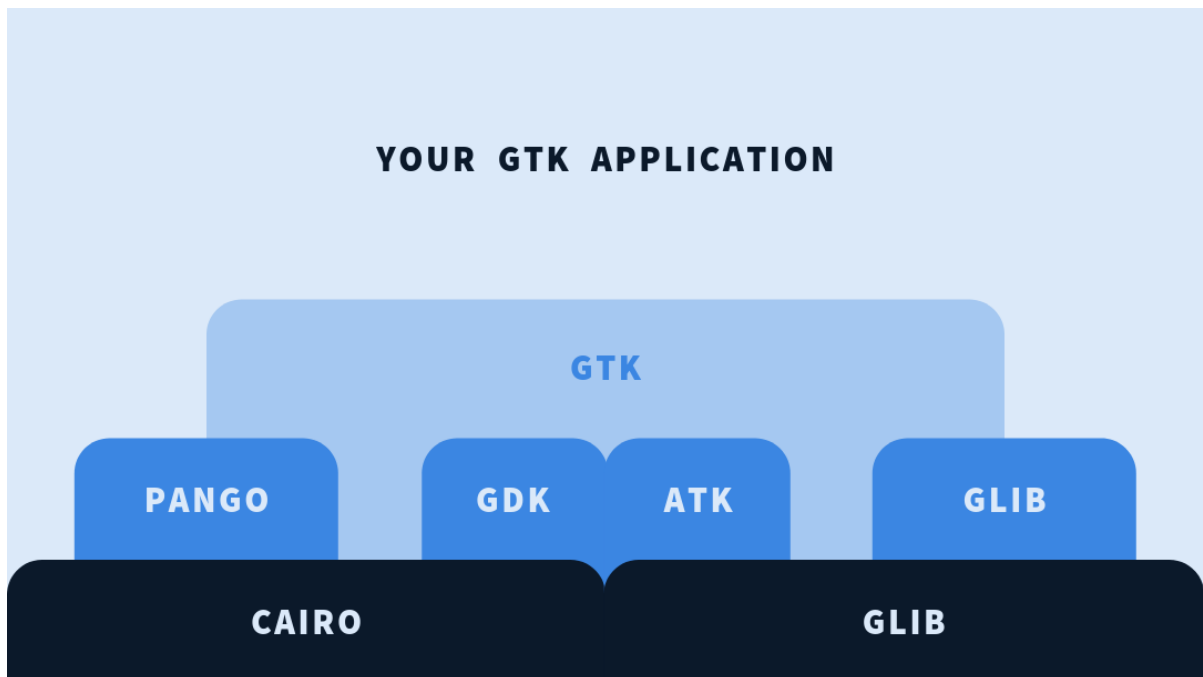 YOUR GTK APPLICATION
GTK
PANGO GDK ATK GLIB
CAIRO GLIB